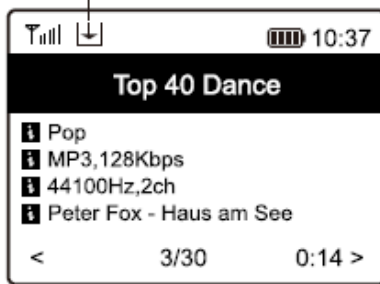 10:37
Top 40 Dance
i Pop
i MP3,128Kbps
i 44100Hz,2ch
i Peter Fox - Haus am See
< 3/30 0:14 >